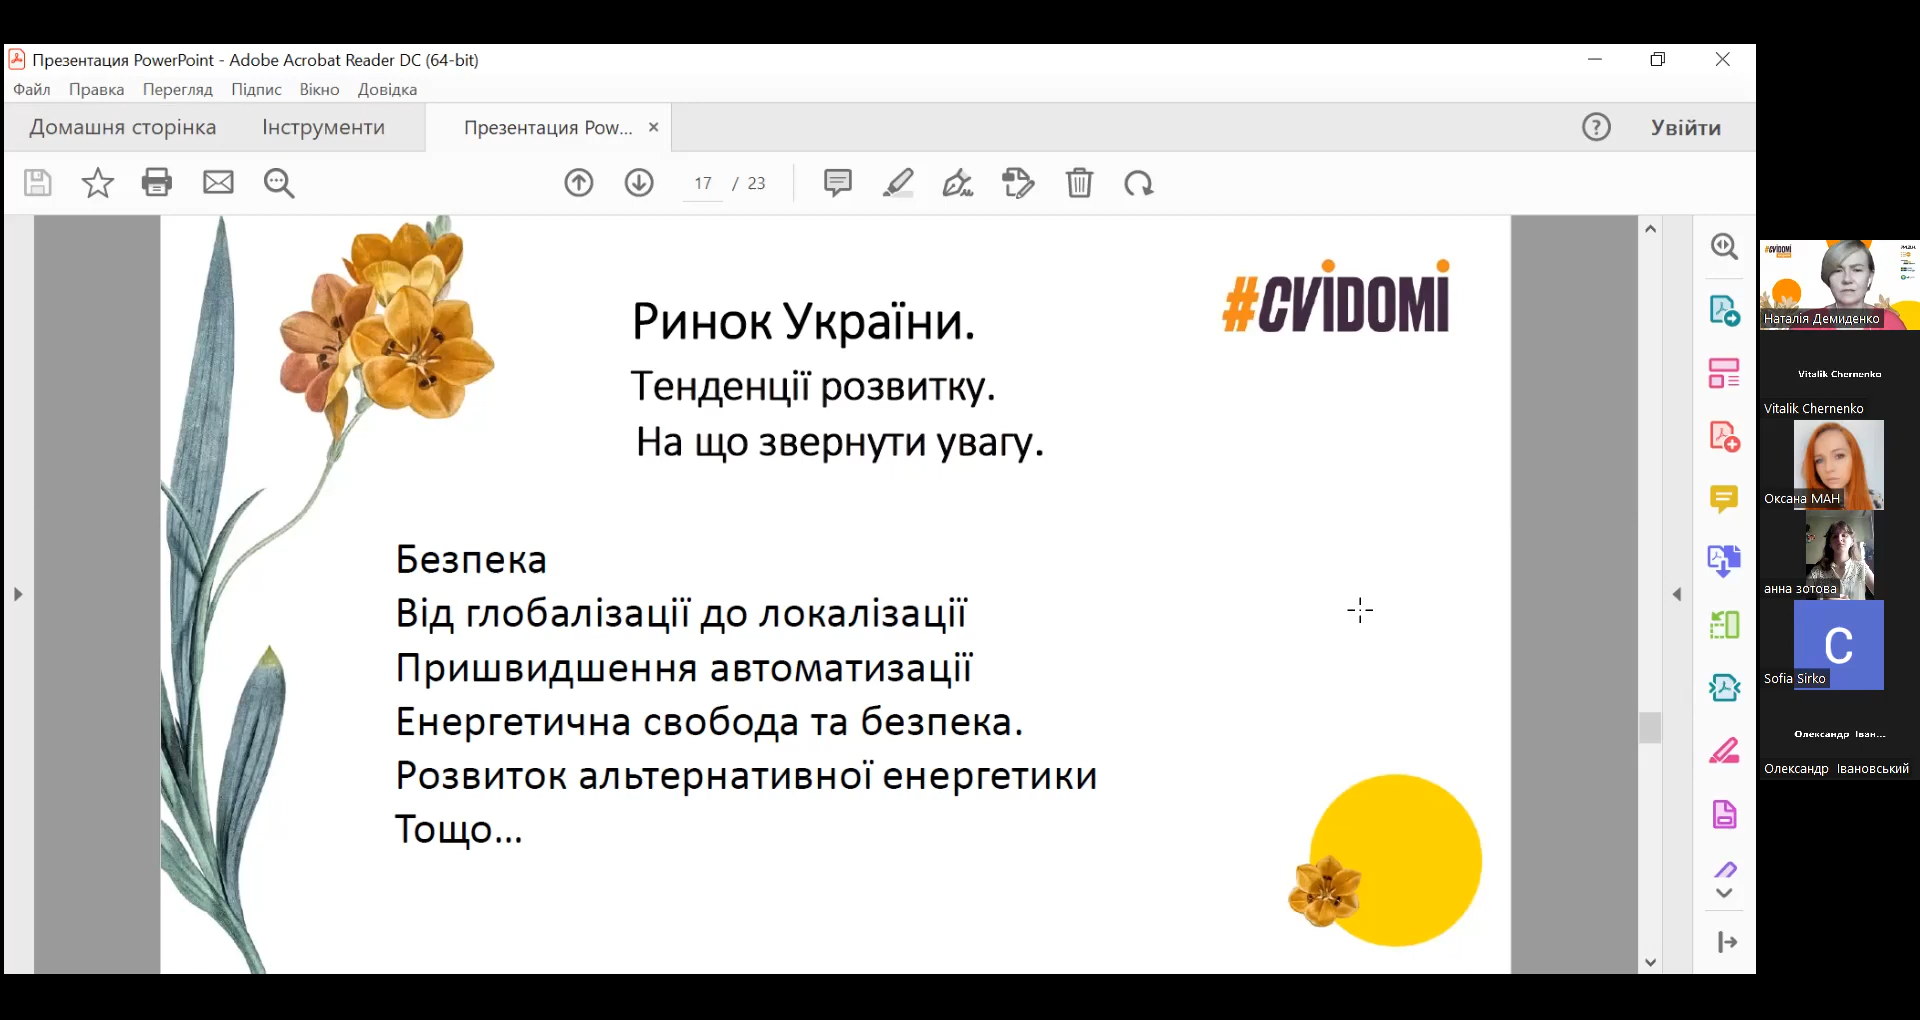 Презентация PowerPoint - Adobe Acrobat Reader DC (64-bit)
Файл Правка Перегляд Підпис Вікно Довідка
Домашня сторінка Інструменти Презентация Pow... Увійти
17 / 23
#CVIDOMI
Ринок України.
Тенденції розвитку.
На що звернути увагу.
Безпека
Від глобалізації до локалізації
Пришвидшення автоматизації
Енергетична свобода та безпека.
Розвиток альтернативної енергетики
Тощо...
#CVIDOMI
Наталія Демиденко
Vitalik Chernenko
Vitalik Chernenko
Оксана МАН
анна зотова
C
Sofia Sirko
Олександр Іван...
Олександр Івановський